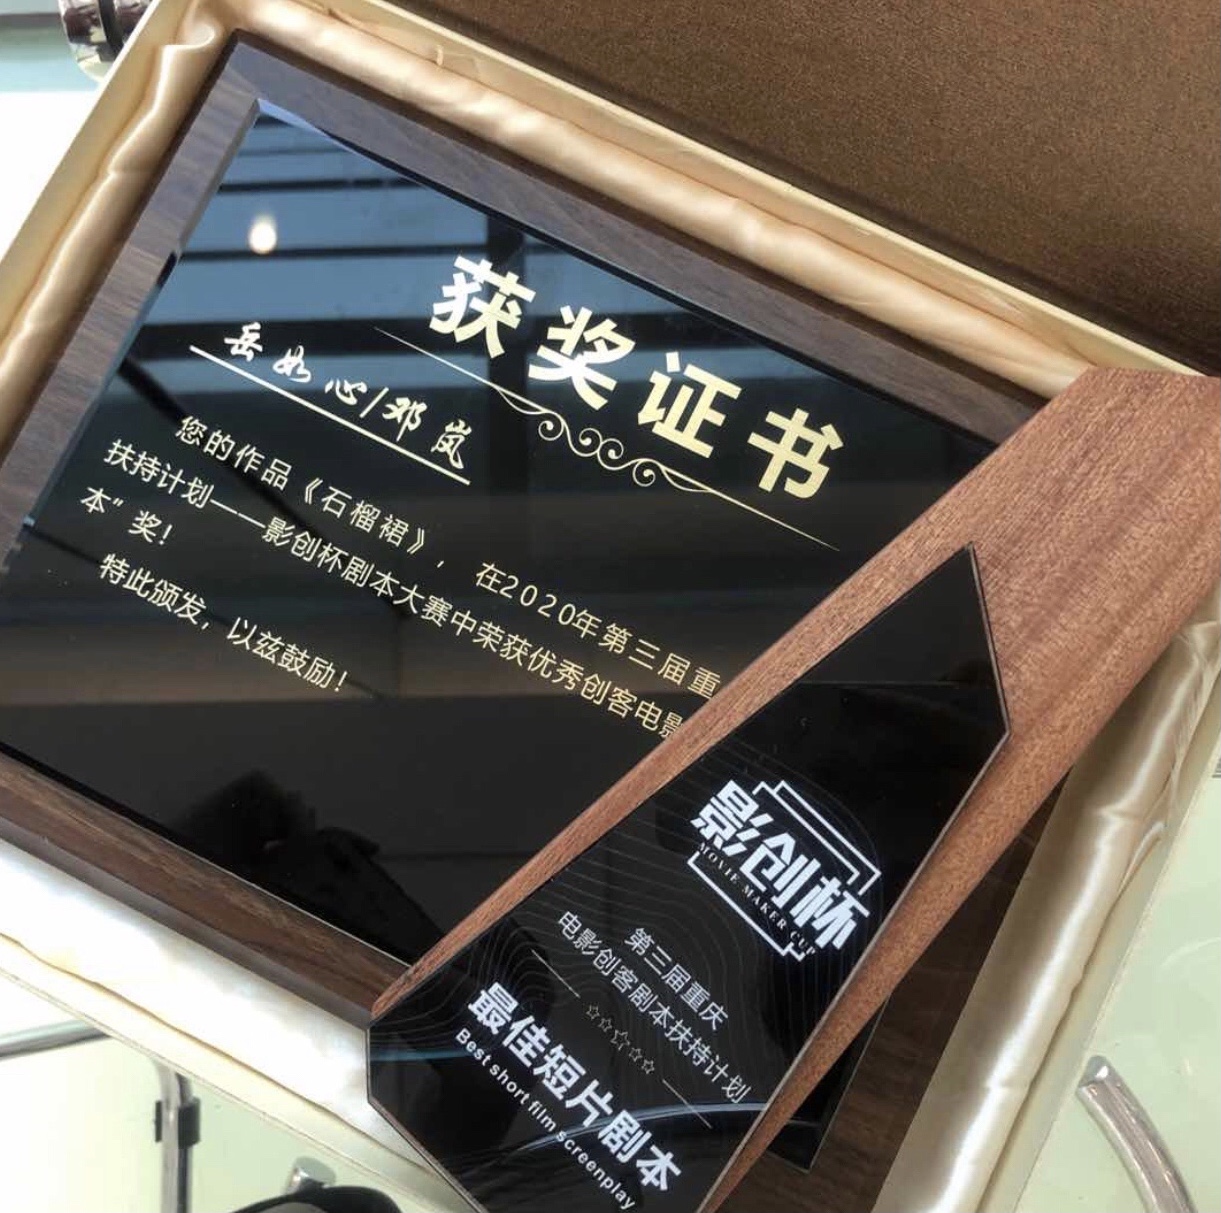 获奖证书
岳如心/邓岚
您的作品《石榴裙》，在2020年第三届重
扶持计划——影创杯剧本大赛中荣获优秀创客电影
本"奖！
特此颁发，以兹鼓励！
影创杯
MOVIE MAKER CUP
第三届重庆
电影创客剧本扶持计划
☆☆☆☆☆
最佳短片剧本
Best short film screenplay